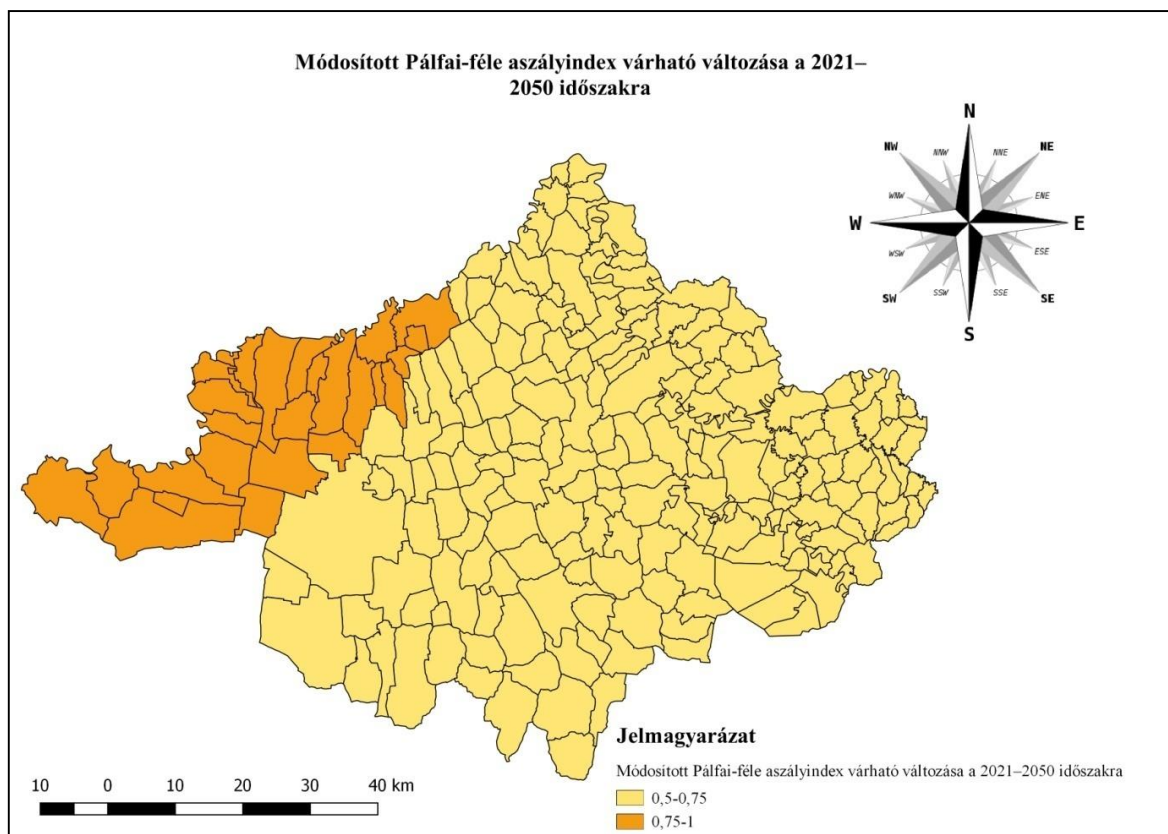 Módosított Pálfai-féle aszályindex várható változása a 2021–
2050 időszakra
N
NNW
NNE
NW
NE
WNW
ENE
W
E
WSW
ESE
SW
SSW
SSE
SE
S
Jelmagyarázat
Módosított Pálfai-féle aszályindex várható változása a 2021–2050 időszakra
0,5-0,75
0,75-1
10 0 10 20 30 40 km